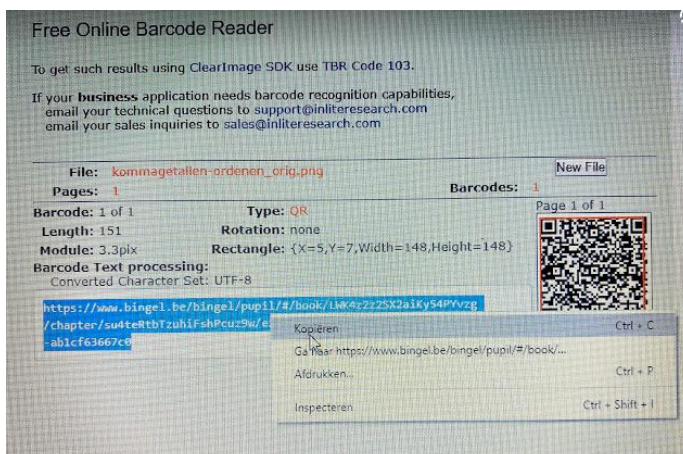 Free Online Barcode Reader
To get such results using ClearImage SDK use TBR Code 103.
If your business application needs barcode recognition capabilities,
email your technical questions to support@inliteresearch.com
email your sales inquiries to sales@inliteresearch.com
File: kommagetallen-ordenen_orig.png
New File
Pages: 1 Barcodes: 1
Barcode: 1 of 1 Type: QR Page 1 of 1
Length: 151 Rotation: none
Module: 3.3pix Rectangle: {X=5,Y=7,Width=148,Height=148}
Barcode Text processing:
Converted Character Set: UTF-8
https://www.bingel.be/bingel/pupil/#/book/LWK4z2z2SX2aiKy54PYvzg
/chapter/su4teRtbTzuhiFshPcuz9w/e
-ab1cf63667c0
Kopiëren Ctrl + C
Ga naar https://www.bingel.be/bingel/pupil/#/book/...
Afdrukken... Ctrl + P
Inspecteren Ctrl + Shift + I